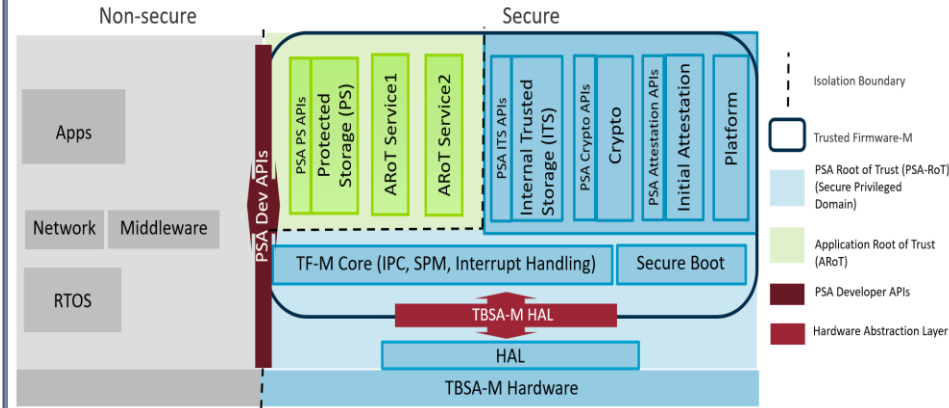 Non-secure
Secure
Apps
Network
Middleware
RTOS
PSA Dev APIs
PSA PS APIs
Protected
Storage (PS)
ARoT Service1
ARoT Service2
PSA ITS APIs
Internal Trusted
Storage (ITS)
PSA Crypto APIs
Crypto
PSA Attestation APIs
Initial Attestation
Platform
TF-M Core (IPC, SPM, Interrupt Handling)
Secure Boot
TBSA-M HAL
HAL
TBSA-M Hardware
Isolation Boundary
Trusted Firmware-M
PSA Root of Trust (PSA-RoT)
(Secure Privileged
Domain)
Application Root of Trust
(ARoT)
PSA Developer APIs
Hardware Abstraction Layer